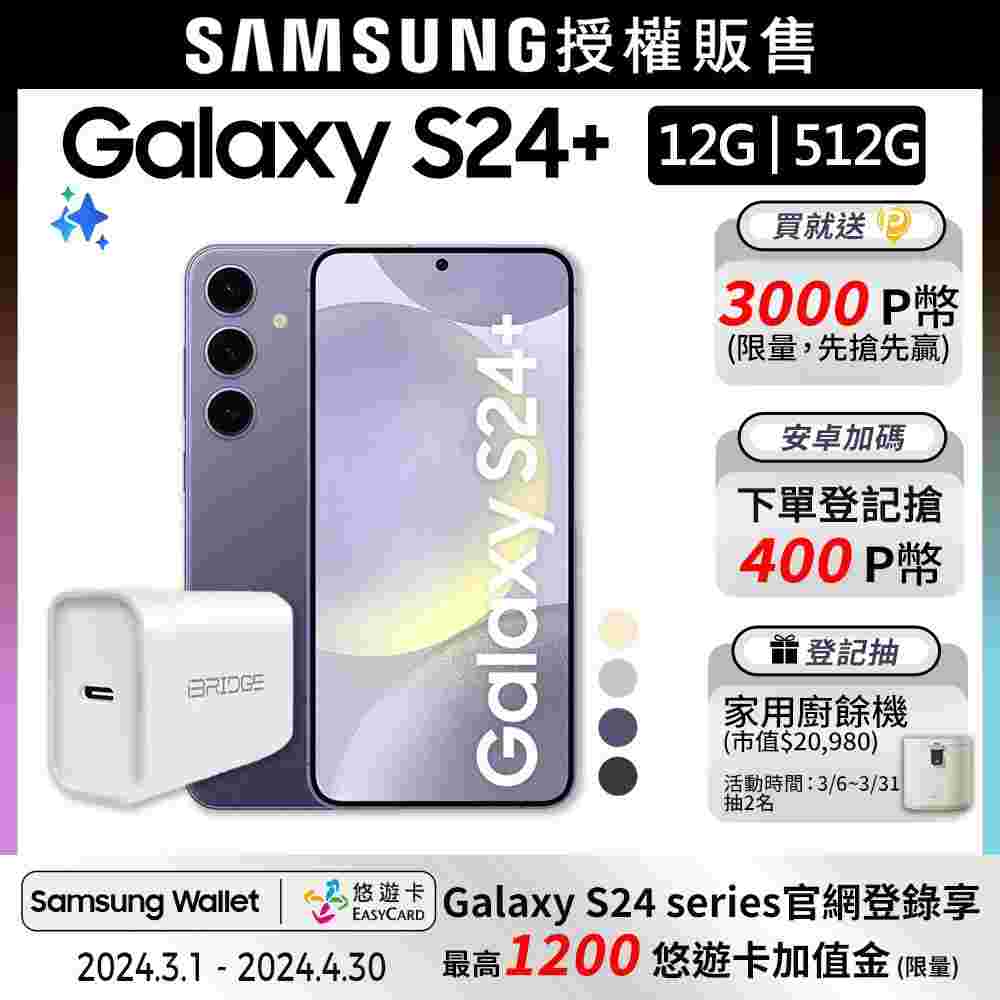 SAMSUNG授權販售
Galaxy S24+ 12G | 512G
買就送 P
3000 P幣
(限量，先搶先贏)
Galaxy S24+
安卓加碼
下單登記搶
400 P幣
iBRIDGE
登記抽
家用廚餘機
(市值$20,980)
活動時間：3/6~3/31
抽2名
Samsung Wallet | 悠遊卡
EASYCARD
2024.3.1 - 2024.4.30
Galaxy S24 series官網登錄享
最高1200 悠遊卡加值金 (限量)